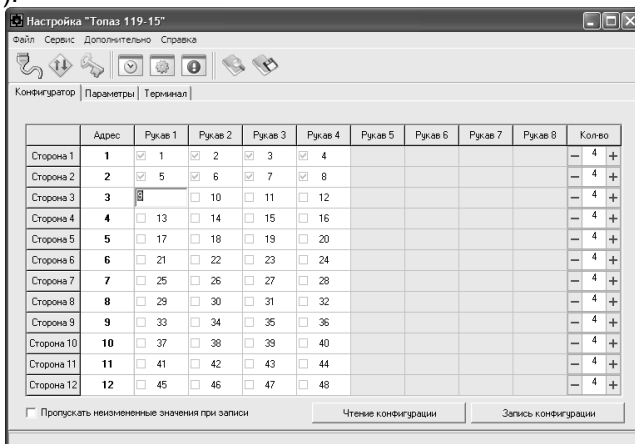 ).
Настройка "Топаз 119-15"
Файл Сервис Дополнительно Справка
Конфигуратор Параметры Терминал
Адрес Рукав 1 Рукав 2 Рукав 3 Рукав 4 Рукав 5 Рукав 6 Рукав 7 Рукав 8 Кол-во
Сторона 1 1 1 2 3 4 − 4 +
Сторона 2 2 5 6 7 8 − 4 +
Сторона 3 3 9 10 11 12 − 4 +
Сторона 4 4 13 14 15 16 − 4 +
Сторона 5 5 17 18 19 20 − 4 +
Сторона 6 6 21 22 23 24 − 4 +
Сторона 7 7 25 26 27 28 − 4 +
Сторона 8 8 29 30 31 32 − 4 +
Сторона 9 9 33 34 35 36 − 4 +
Сторона 10 10 37 38 39 40 − 4 +
Сторона 11 11 41 42 43 44 − 4 +
Сторона 12 12 45 46 47 48 − 4 +
Пропускать неизмененные значения при записи Чтение конфигурации Запись конфигурации